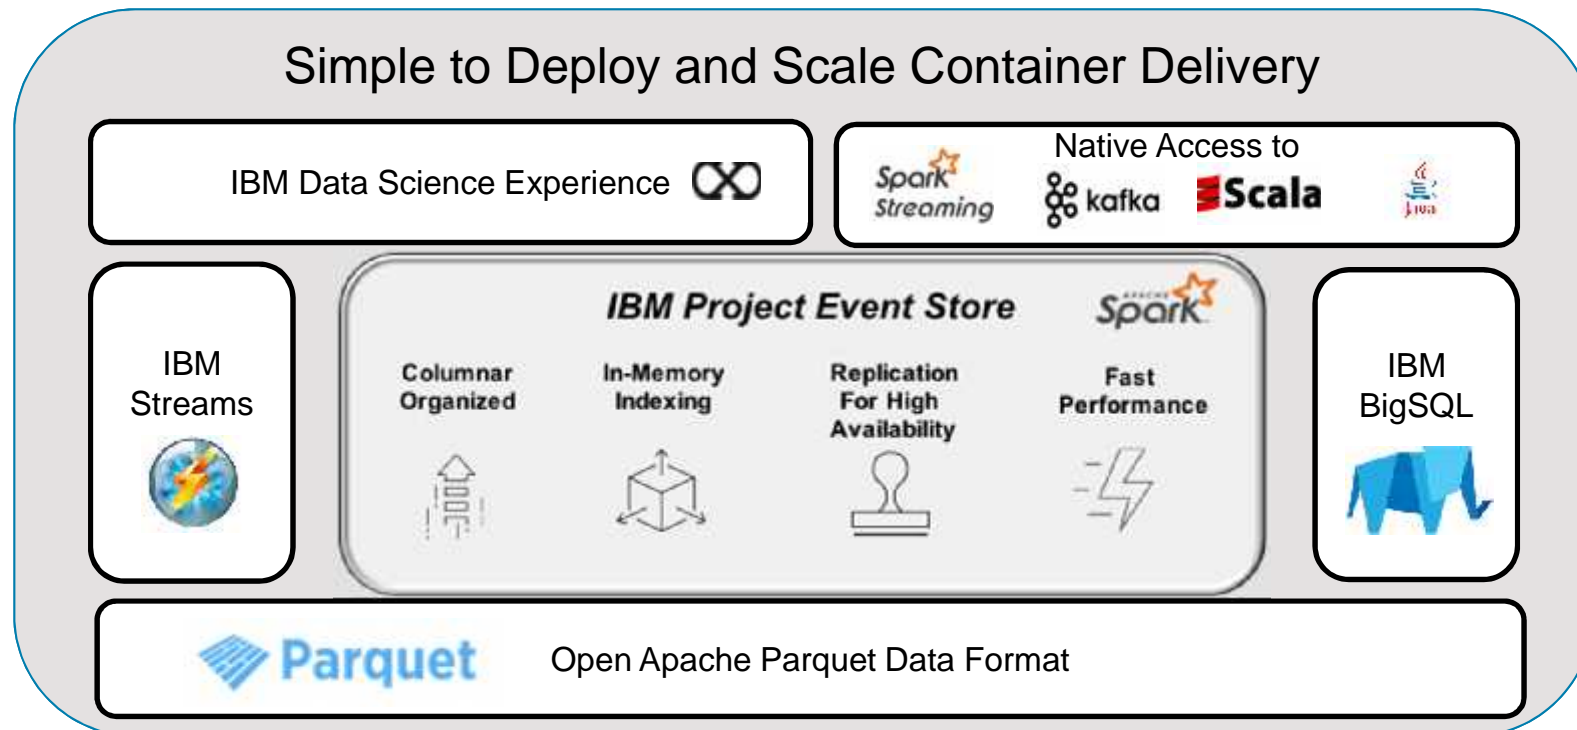 Simple to Deploy and Scale Container Delivery
IBM Data Science Experience
Native Access to
Spark
Streaming
kafka
Scala
Java
IBM
Streams
IBM Project Event Store
APACHE
Spark
Columnar
Organized
In-Memory
Indexing
Replication
For High
Availability
Fast
Performance
IBM
BigSQL
Parquet
Open Apache Parquet Data Format